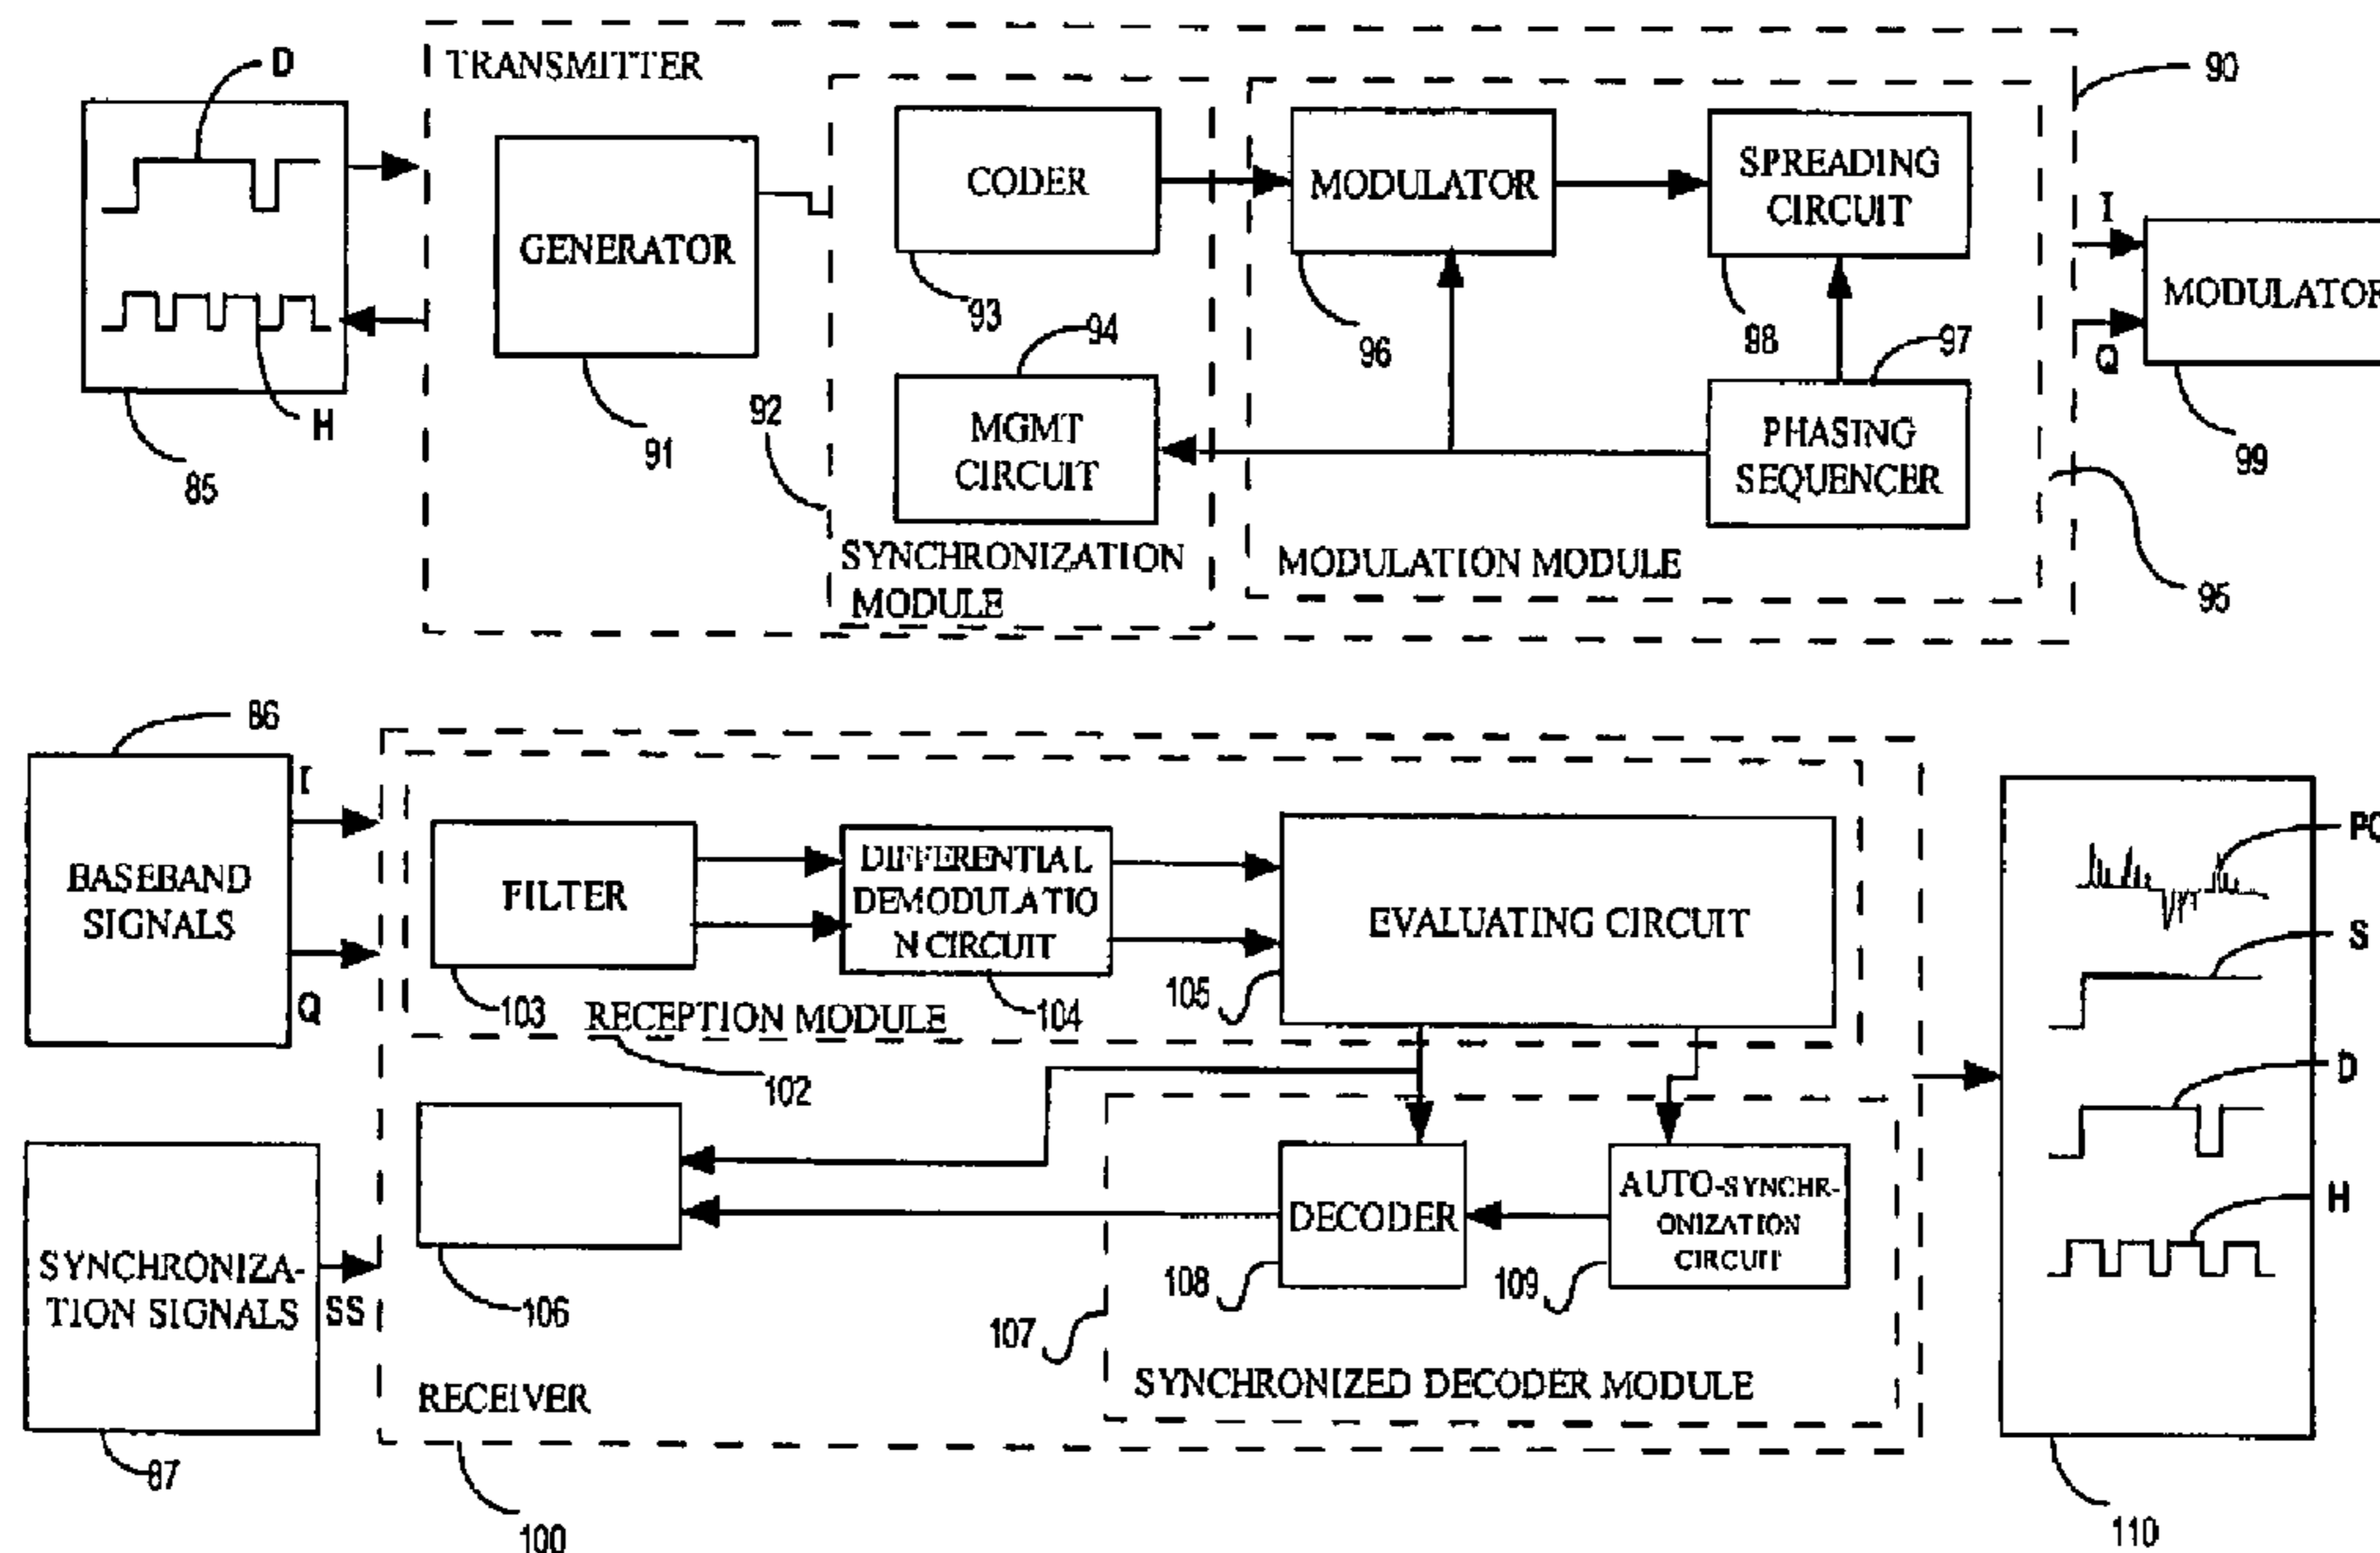 D
TRANSMITTER
90
CODER
MODULATOR
SPREADING
CIRCUIT
GENERATOR
I
MODULATOR
93
94
96
98
97
Q
H
92
MGMT
CIRCUIT
PHASING
SEQUENCER
91
99
85
SYNCHRONIZATION
MODULE
MODULATION MODULE
95
86
I
BASEBAND
SIGNALS
FILTER
DIFFERENTIAL
DEMODULATIO
N CIRCUIT
EVALUATING CIRCUIT
S
Q
103
RECEPTION MODULE
104
105
102
D
SYNCHRONIZA-
TION SIGNALS
SS
DECODER
AUTO-SYNCHR-
ONIZATION
CIRCUIT
H
106
108
109
107
RECEIVER
SYNCHRONIZED DECODER MODULE
87
100
110